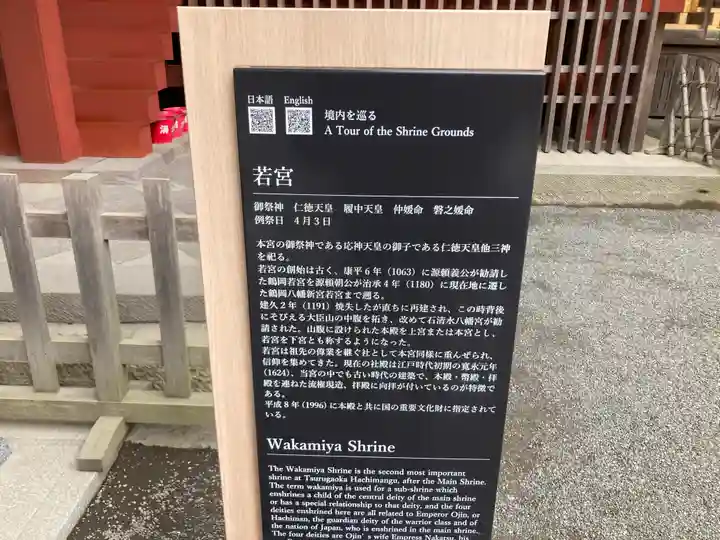 日本語 English
境内を巡る
A Tour of the Shrine Grounds
若宮
御祭神 仁徳天皇 履中天皇 仲媛命 磐之媛命
例祭日 4月3日
本宮の御祭神である応神天皇の御子である仁徳天皇他三神
を祀る。
若宮の創始は古く、康平6年(1063)に源頼義公が勧請し
た鶴岡若宮を源頼朝公が治承4年(1180)に現在地に遷し
た鶴岡八幡新宮若宮まで遡る。
建久2年(1191)焼失したが直ちに再建され、この時背後
にそびえる大臣山の中腹を拓き、改めて石清水八幡宮が勧
請された。山腹に設けられた本殿を上宮または本宮とし、
若宮を下宮とも称するようになった。
若宮は祖先の偉業を継ぐ社として本宮同様に重んぜられ、
信仰を集めてきた。現在の社殿は江戸時代初期の寛永元年
(1624)、当宮の中でも古い時代の建築で、本殿・幣殿・拝
殿を連ねた流権現造、拝殿に向拝が付いているのが特徴で
ある。
平成8年(1996)に本殿と共に国の重要文化財に指定されて
いる。
Wakamiya Shrine
The Wakamiya Shrine is the second most important
shrine at Tsurugaoka Hachimangu, after the Main Shrine.
The term wakamiya is used for a sub-shrine which
enshrines a child of the central deity of the main shrine
or has a special relationship to that deity, and the four
deities enshrined here are all related to Emperor Ojin, or
Hachiman, the guardian deity of the warrior class and of
the nation of Japan, who is enshrined in the main shrine.
The four deities are Ojin' s wife Empress Nakatsu, his